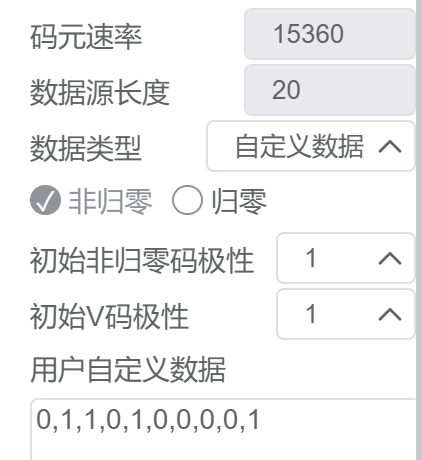 码元速率 15360
数据源长度 20
数据类型 自定义数据
非归零 归零
初始非归零码极性 1
初始V码极性 1
用户自定义数据
0,1,1,0,1,0,0,0,0,1